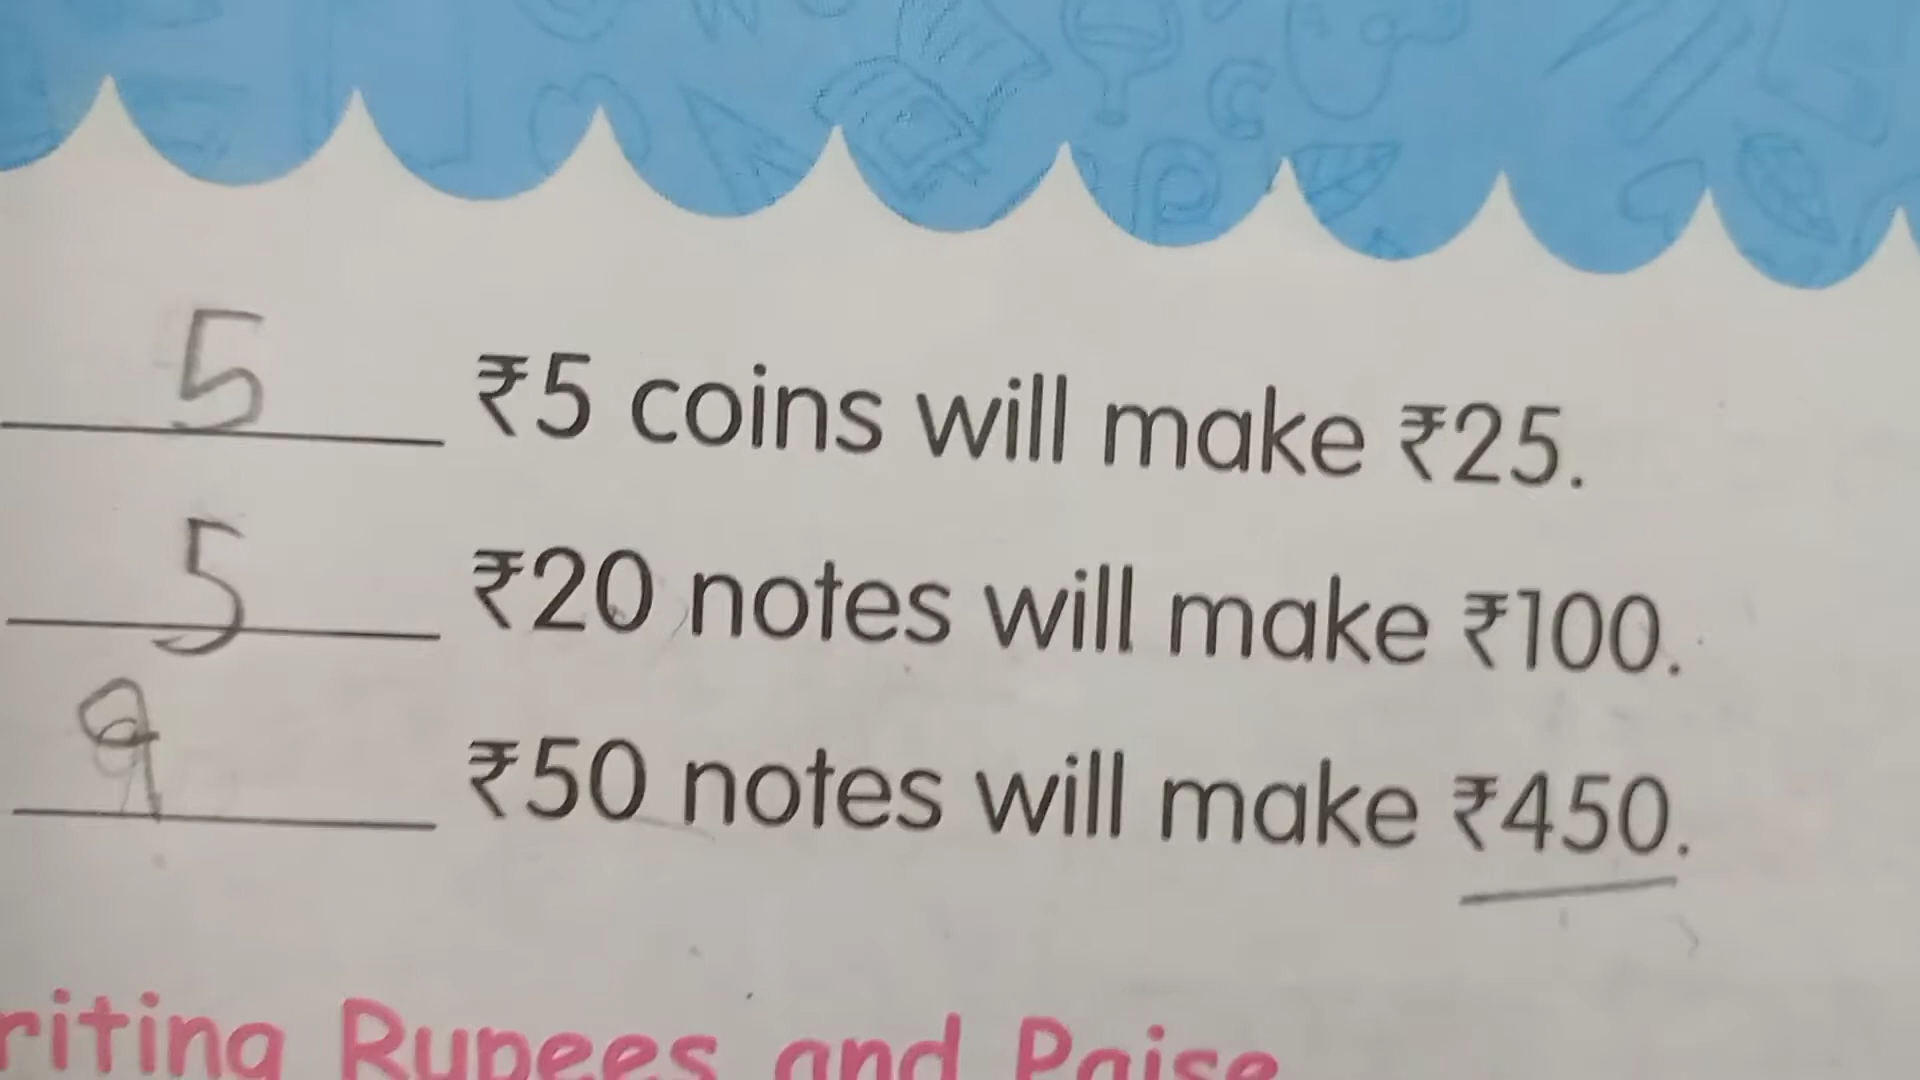 5 ₹5 coins will make ₹25.
5 ₹20 notes will make ₹100.
9 ₹50 notes will make ₹450.
riting Rupees and Paise